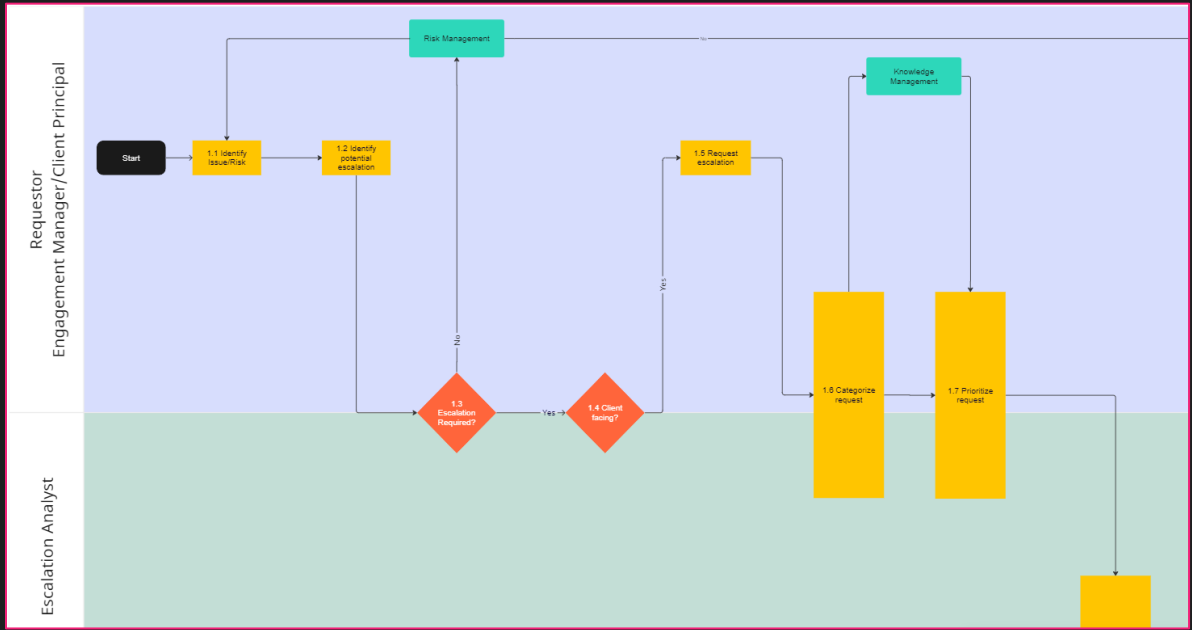 Requestor
Engagement Manager/Client Principal
Escalation Analyst
Risk Management
Knowledge
Management
Start
1.1 Identify
Issue/Risk
1.2 Identify
potential
escalation
1.5 Request
escalation
Yes
No
1.3
Escalation
Required?
Yes
1.4 Client
facing?
1.6 Categorize
request
1.7 Prioritize
request